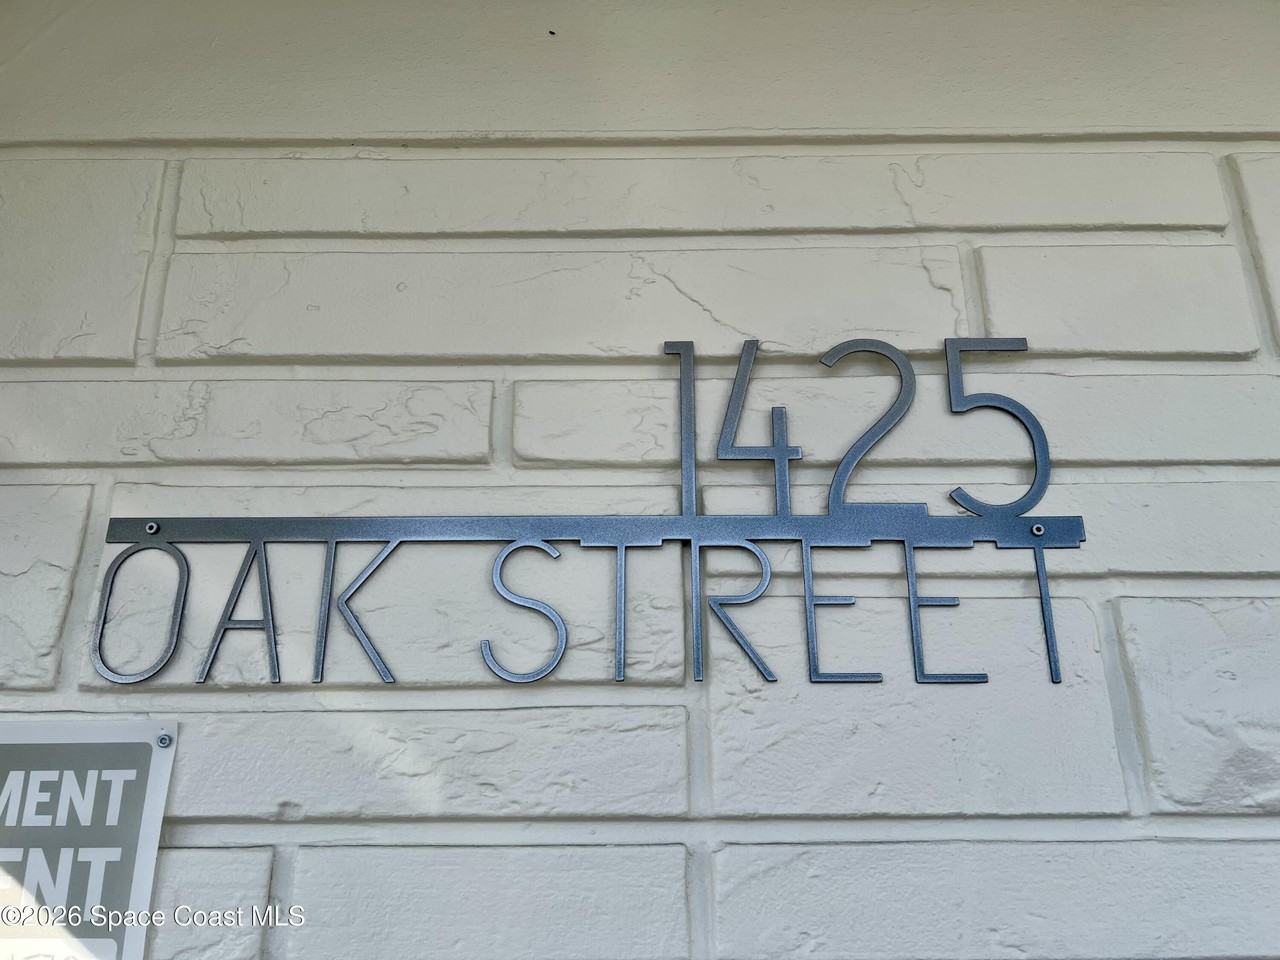 1425
OAK STREET
MENT
ENT
©2026 Space Coast MLS